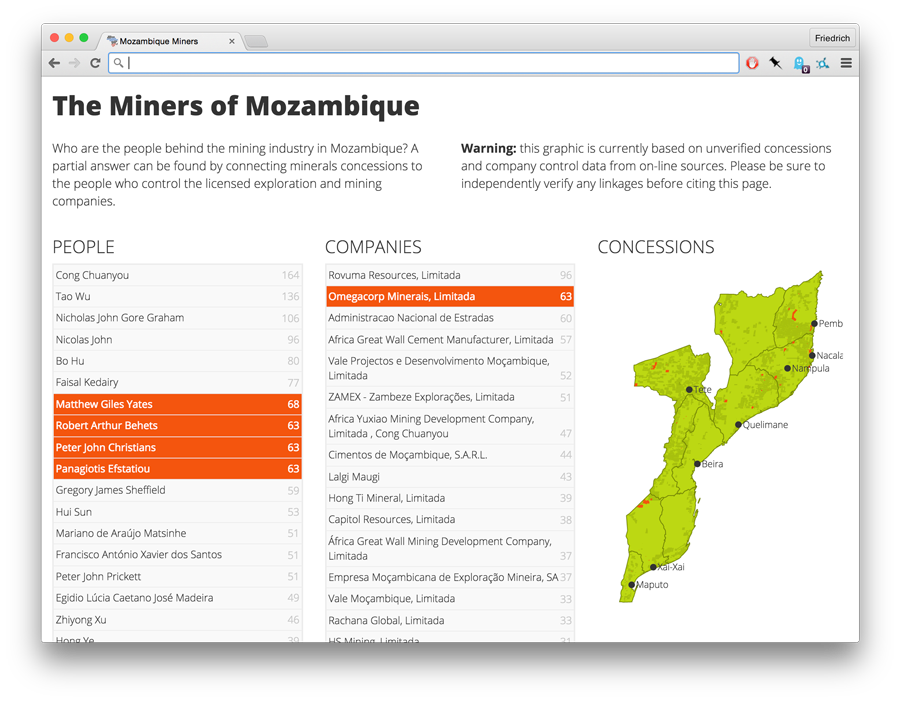 Mozambique Miners
Friedrich
0
The Miners of Mozambique
Who are the people behind the mining industry in Mozambique? A
partial answer can be found by connecting minerals concessions to
the people who control the licensed exploration and mining
companies.
Warning: this graphic is currently based on unverified concessions
and company control data from on-line sources. Please be sure to
independently verify any linkages before citing this page.
PEOPLE
Cong Chuanyou 164
Tao Wu 136
Nicholas John Gore Graham 106
Nicolas John 96
Bo Hu 80
Faisal Kedairy 77
Matthew Giles Yates 68
Robert Arthur Behets 63
Peter John Christians 63
Panagiotis Efstatiou 63
Gregory James Sheffield 59
Hui Sun 53
Mariano de Araújo Matsinhe 51
Francisco António Xavier dos Santos 51
Peter John Prickett 51
Egidio Lúcia Caetano José Madeira 49
Zhiyong Xu 46
Hong Ye 39
COMPANIES
Rovuma Resources, Limitada 96
Omegacorp Minerals, Limitada 63
Administracao Nacional de Estradas 60
Africa Great Wall Cement Manufacturer, Limitada 57
Vale Projectos e Desenvolvimento Moçambique,
Limitada 52
ZAMEX - Zambeze Explorações, Limitada 51
Africa Yuxiao Mining Development Company,
Limitada , Cong Chuanyou 47
Cimentos de Moçambique, S.A.R.L. 44
Lalgi Maugi 43
Hong Ti Mineral, Limitada 39
Capitol Resources, Limitada 38
África Great Wall Mining Development Company,
Limitada 37
Empresa Moçambicana de Exploração Mineira, SA 37
Vale Moçambique, Limitada 33
Rachana Global, Limitada 33
HS Mining, Limitada 31
CONCESSIONS
Pemb
Nacala
Nampula
Tete
Quelimane
Beira
Xai-Xai
Maputo